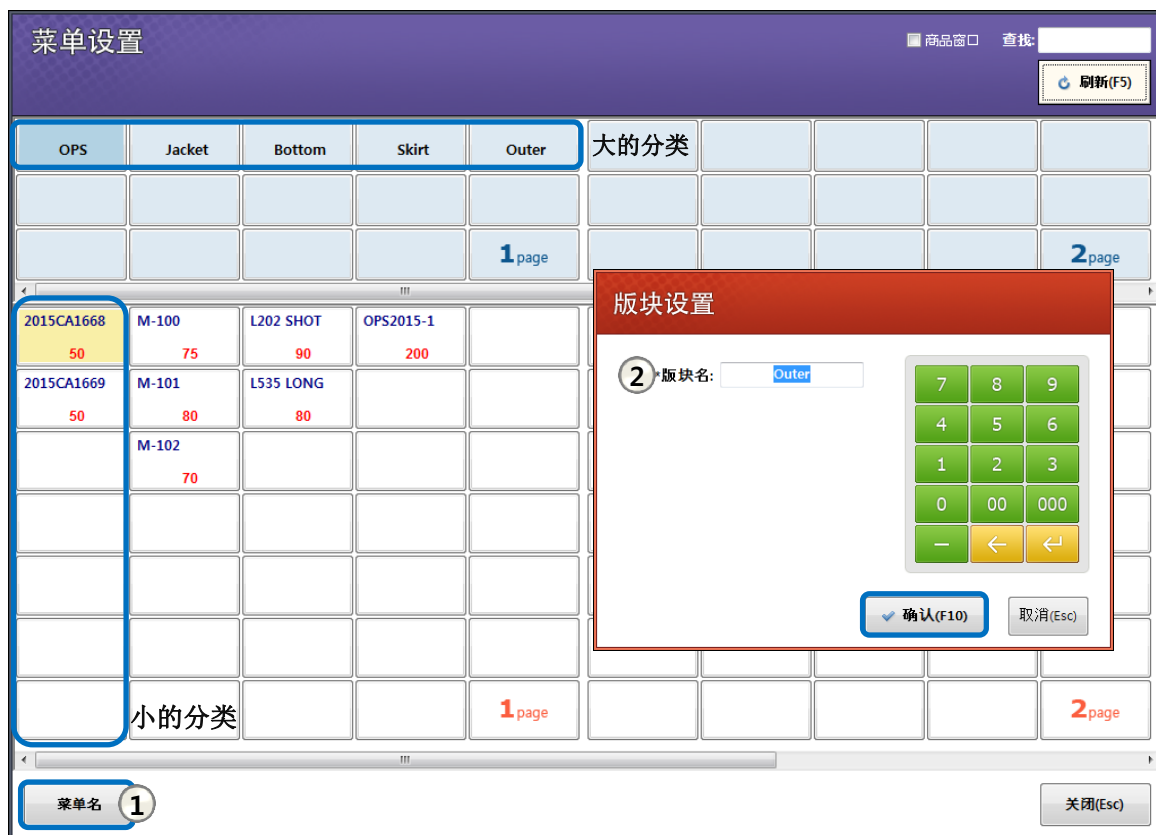 菜单设置
商品窗口 查找:
刷新(F5)
OPS Jacket Bottom Skirt Outer 大的分类
1page 2page
2015CA1668 M-100 L202 SHOT OPS2015-1
50 75 90 200
2015CA1669 M-101 L535 LONG
50 80 80
M-102
70
版块设置
2 *版块名: Outer
7 8 9
4 5 6
1 2 3
0 00 000
确认(F10) 取消(Esc)
小的分类 1page 2page
菜单名 1 关闭(Esc)